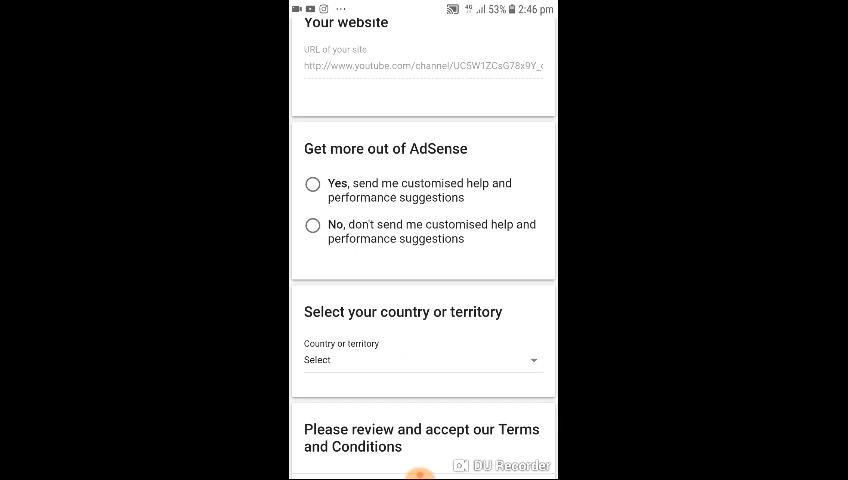 53% 2:46 pm
Your website
URL of your site
http://www.youtube.com/channel/UC5W1ZCsG78x9Y_
Get more out of AdSense
Yes, send me customised help and
performance suggestions
No, don't send me customised help and
performance suggestions
Select your country or territory
Country or territory
Select
Please review and accept our Terms
and Conditions
DU Recorder